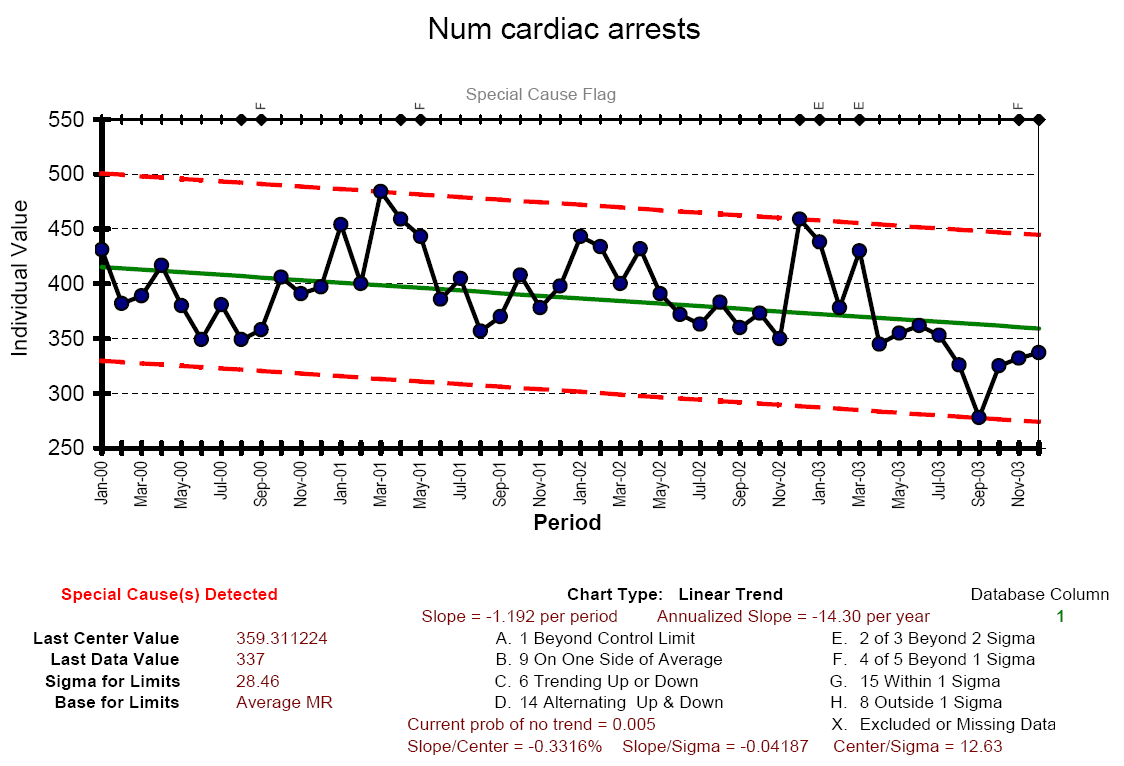 Num cardiac arrests
Special Cause Flag
F F E E F
550
500
450
400
350
300
250
Individual Value
Jan-00 Mar-00 May-00 Jul-00 Sep-00 Nov-00 Jan-01 Mar-01 May-01 Jul-01 Sep-01 Nov-01 Jan-02 Mar-02 May-02 Jul-02 Sep-02 Nov-02 Jan-03 Mar-03 May-03 Jul-03 Sep-03 Nov-03
Period
Special Cause(s) Detected Chart Type: Linear Trend Database Column
Slope = -1.192 per period Annualized Slope = -14.30 per year 1
Last Center Value 359.311224 A. 1 Beyond Control Limit E. 2 of 3 Beyond 2 Sigma
Last Data Value 337 B. 9 On One Side of Average F. 4 of 5 Beyond 1 Sigma
Sigma for Limits 28.46 C. 6 Trending Up or Down G. 15 Within 1 Sigma
Base for Limits Average MR D. 14 Alternating Up & Down H. 8 Outside 1 Sigma
Current prob of no trend = 0.005 X. Excluded or Missing Data
Slope/Center = -0.3316% Slope/Sigma = -0.04187 Center/Sigma = 12.63